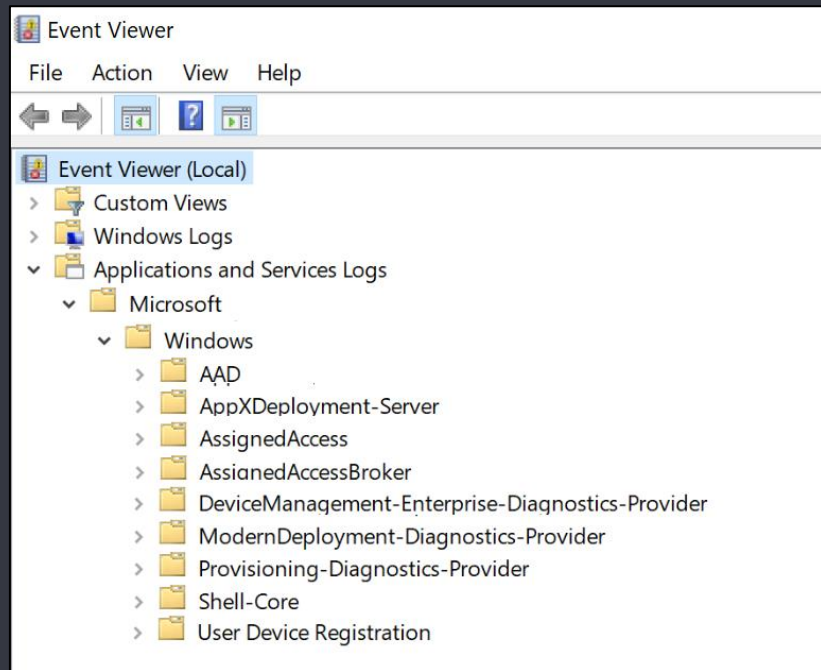 Event Viewer
File Action View Help
Event Viewer (Local)
Custom Views
Windows Logs
Applications and Services Logs
Microsoft
Windows
AAD
AppXDeployment-Server
AssignedAccess
AssignedAccessBroker
DeviceManagement-Enterprise-Diagnostics-Provider
ModernDeployment-Diagnostics-Provider
Provisioning-Diagnostics-Provider
Shell-Core
User Device Registration